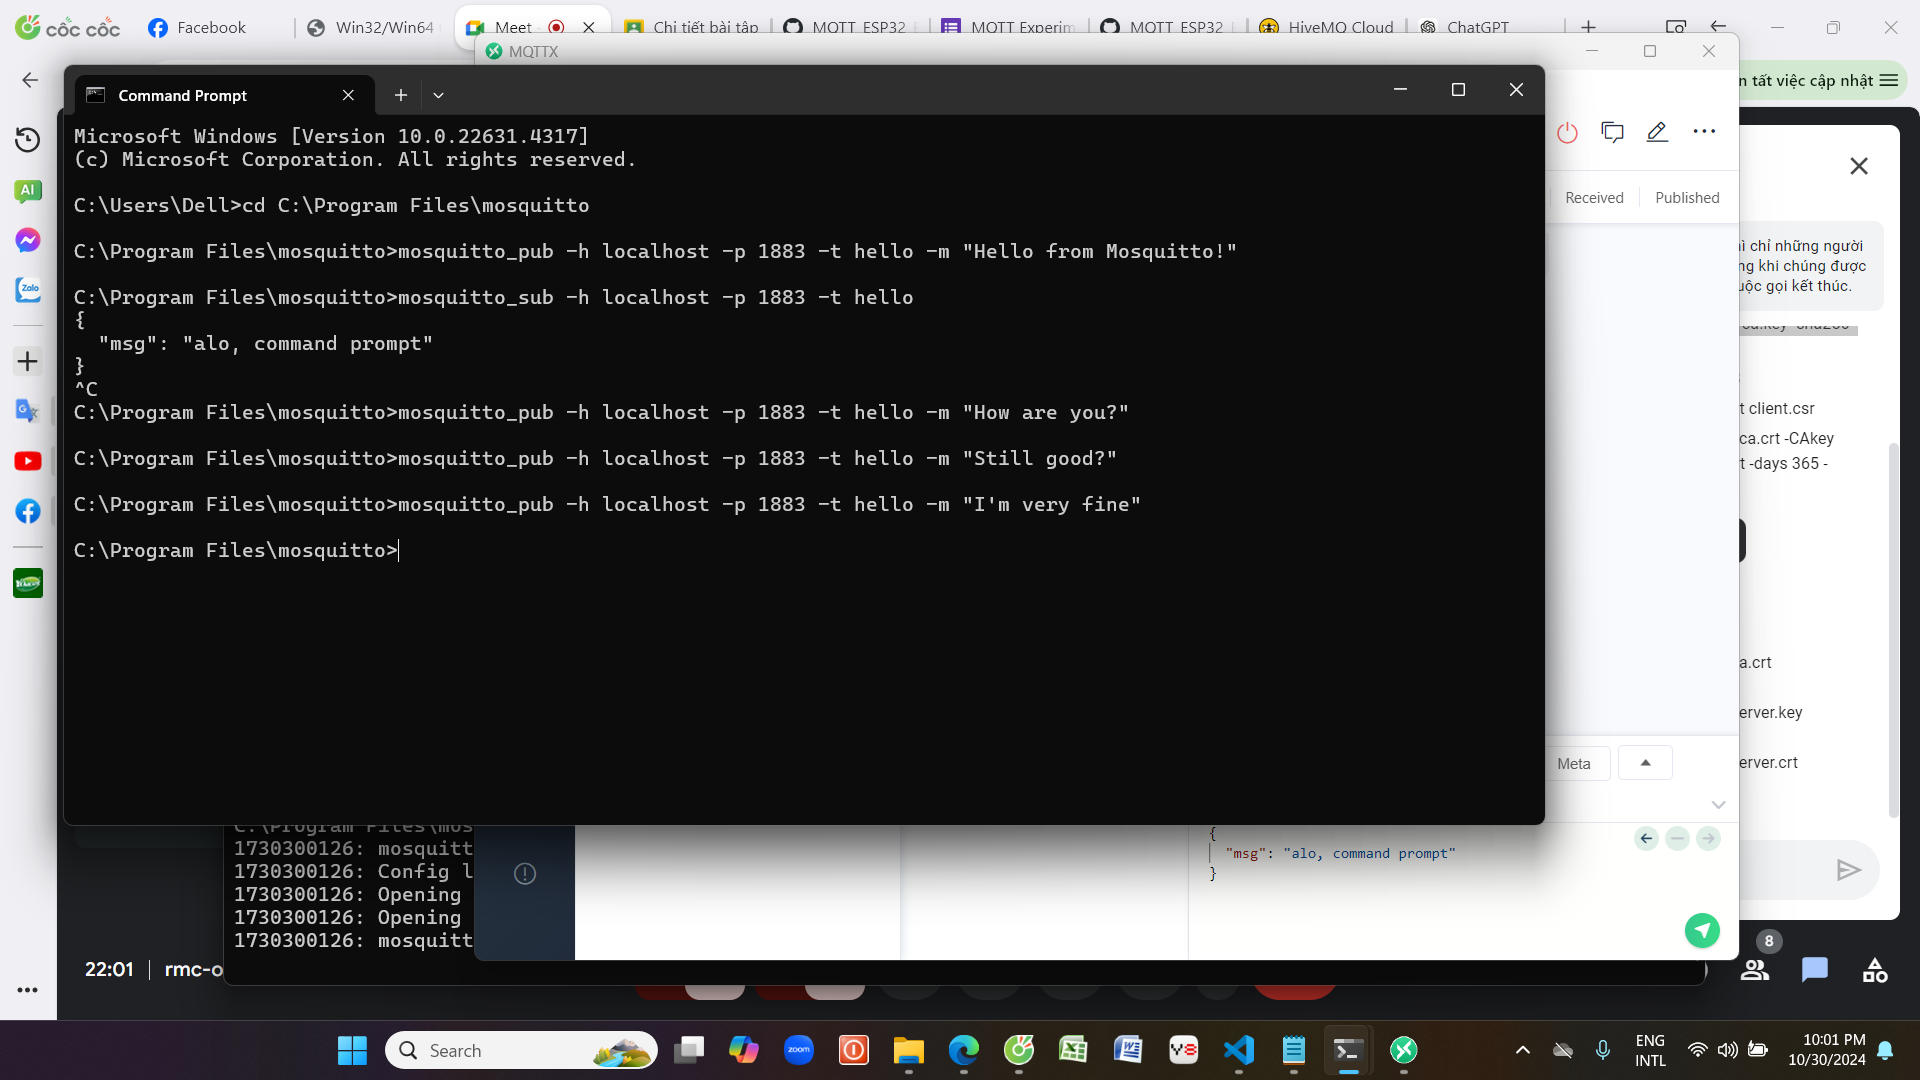 cốc cốc
Facebook
Win32/Win64
Meet
Chi tiết bài tập
MQTT_ESP32
MQTT Experim
MQTT_ESP32
HiveMQ Cloud
ChatGPT
MQTTX
n tất việc cập nhật
Command Prompt
Microsoft Windows [Version 10.0.22631.4317]
(c) Microsoft Corporation. All rights reserved.
C:\Users\Dell>cd C:\Program Files\mosquitto
C:\Program Files\mosquitto>mosquitto_pub -h localhost -p 1883 -t hello -m "Hello from Mosquitto!"
C:\Program Files\mosquitto>mosquitto_sub -h localhost -p 1883 -t hello
{
"msg": "alo, command prompt"
}
^C
C:\Program Files\mosquitto>mosquitto_pub -h localhost -p 1883 -t hello -m "How are you?"
C:\Program Files\mosquitto>mosquitto_pub -h localhost -p 1883 -t hello -m "Still good?"
C:\Program Files\mosquitto>mosquitto_pub -h localhost -p 1883 -t hello -m "I'm very fine"
C:\Program Files\mosquitto>
AI
Zalo
Received
Published
ì chỉ những người
ng khi chúng được
uộc gọi kết thúc.
t client.csr
ca.crt -CAkey
t -days 365 -
a.crt
erver.key
erver.crt
Meta
C:\Program Files\mos
1730300126: mosquitt
1730300126: Config l
1730300126: Opening
1730300126: Opening
1730300126: mosquitt
{
"msg": "alo, command prompt"
}
22:01
rmc-o
8
Search
zoom
ENG
INTL
10:01 PM
10/30/2024